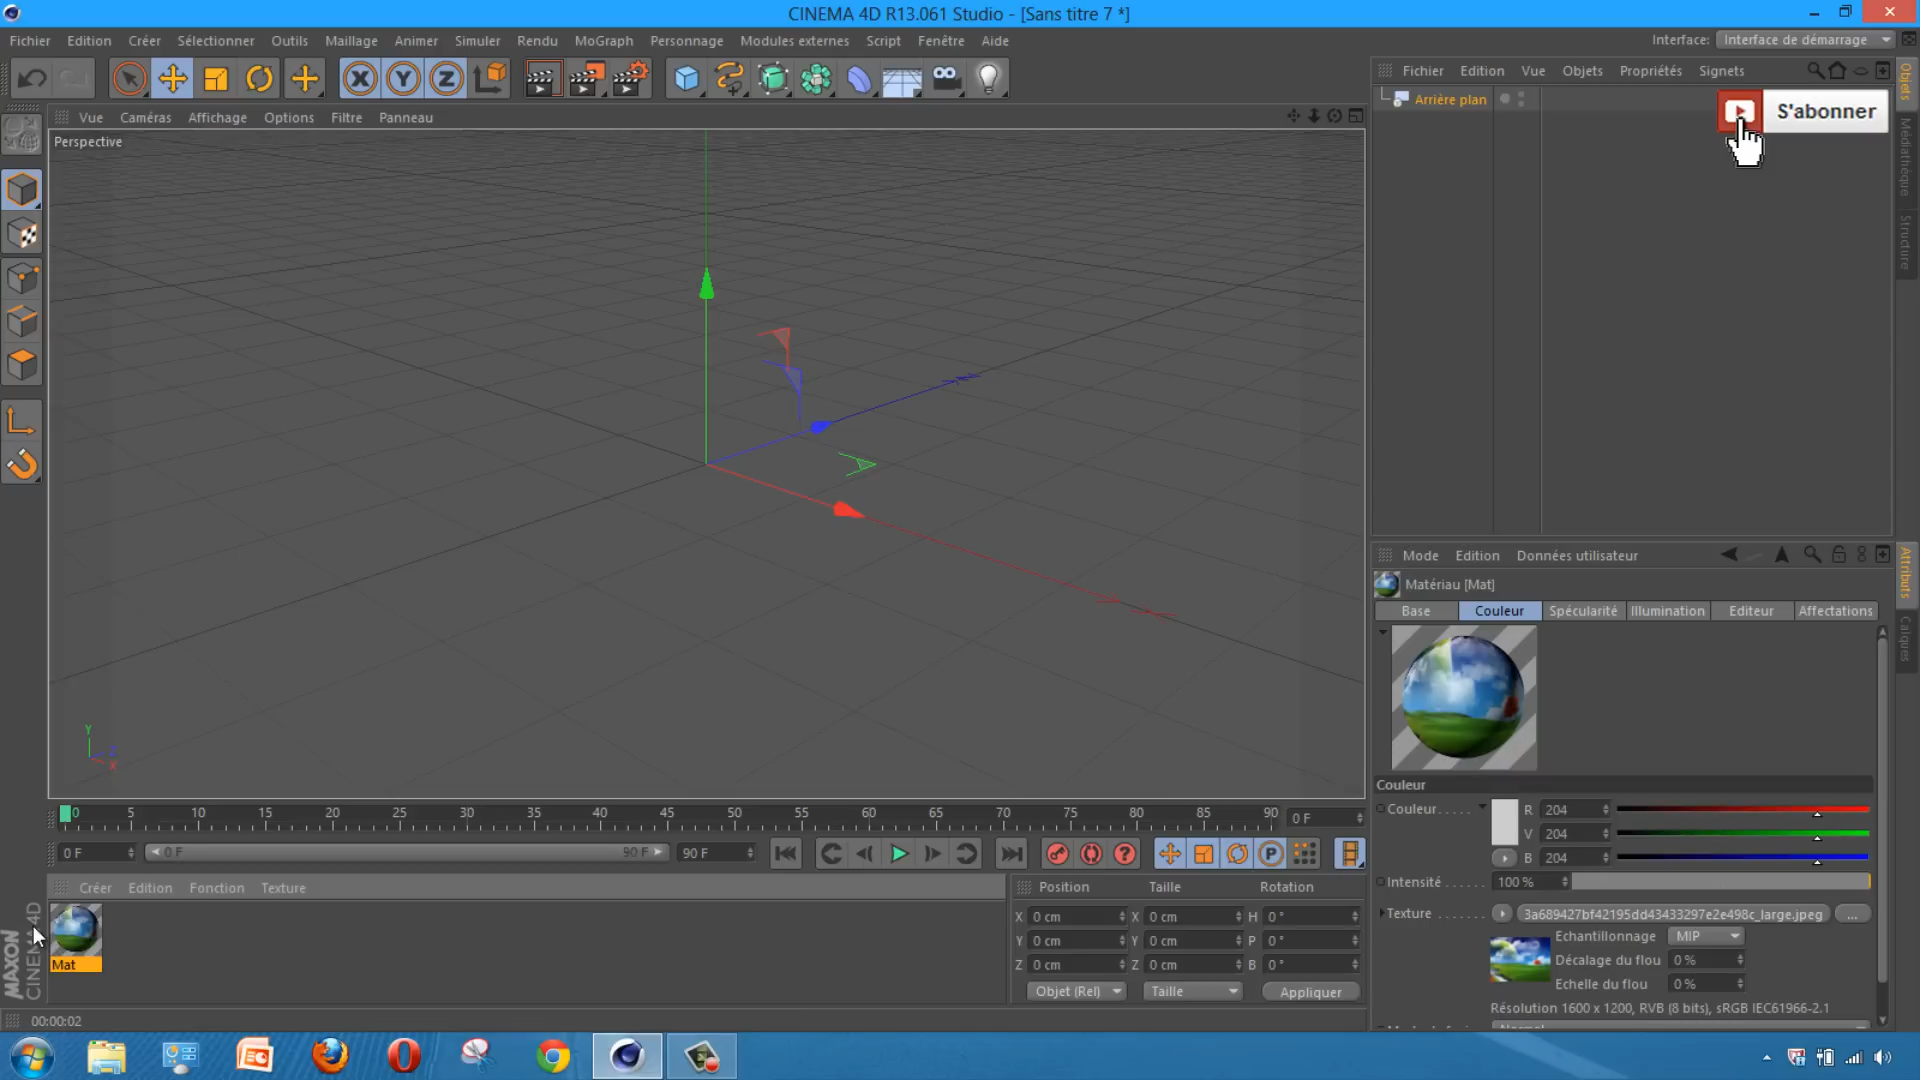 CINEMA 4D R13.061 Studio - [Sans titre 7 *]
Fichier Edition Créer Sélectionner Outils Maillage Animer Simuler Rendu MoGraph Personnage Modules externes Script Fenêtre Aide
Interface: Interface de démarrage
X Y Z
Fichier Edition Vue Objets Propriétés Signets
Objets
Médiathèque
Structure
Arrière plan
S'abonner
Vue Caméras Affichage Options Filtre Panneau
Perspective
Y
Z
X
Mode Edition Données utilisateur
Attributs
Calques
Matériau [Mat]
Base Couleur Spécularité Illumination Editeur Affectations
Couleur
Couleur R 204
V 204
B 204
Intensité 100 %
Texture 3a689427bf42195dd43433297e2e498c_large.jpeg ...
Echantillonnage MIP
Décalage du flou 0 %
Echelle du flou 0 %
Résolution 1600 x 1200, RVB (8 bits), sRGB IEC61966-2.1
0 5 10 15 20 25 30 35 40 45 50 55 60 65 70 75 80 85 90 0 F
0 F 0 F 90 F 90 F
Créer Edition Fonction Texture
Mat
Position Taille Rotation
X 0 cm X 0 cm H 0 °
Y 0 cm Y 0 cm P 0 °
Z 0 cm Z 0 cm B 0 °
Objet (Rel) Taille Appliquer
MAXON
CINEMA 4D
00:00:02